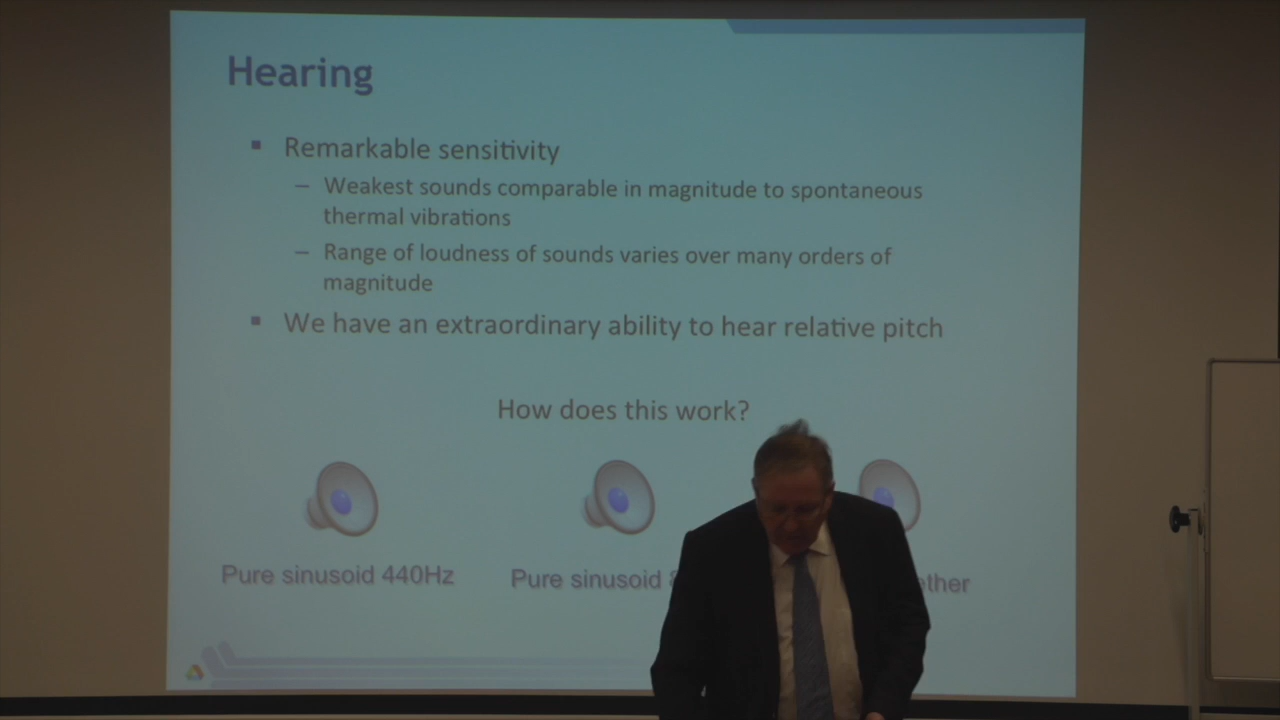 Hearing
▪ Remarkable sensitivity
– Weakest sounds comparable in magnitude to spontaneous
thermal vibrations
– Range of loudness of sounds varies over many orders of
magnitude
▪ We have an extraordinary ability to hear relative pitch
How does this work?
Pure sinusoid 440Hz
Pure sinusoid